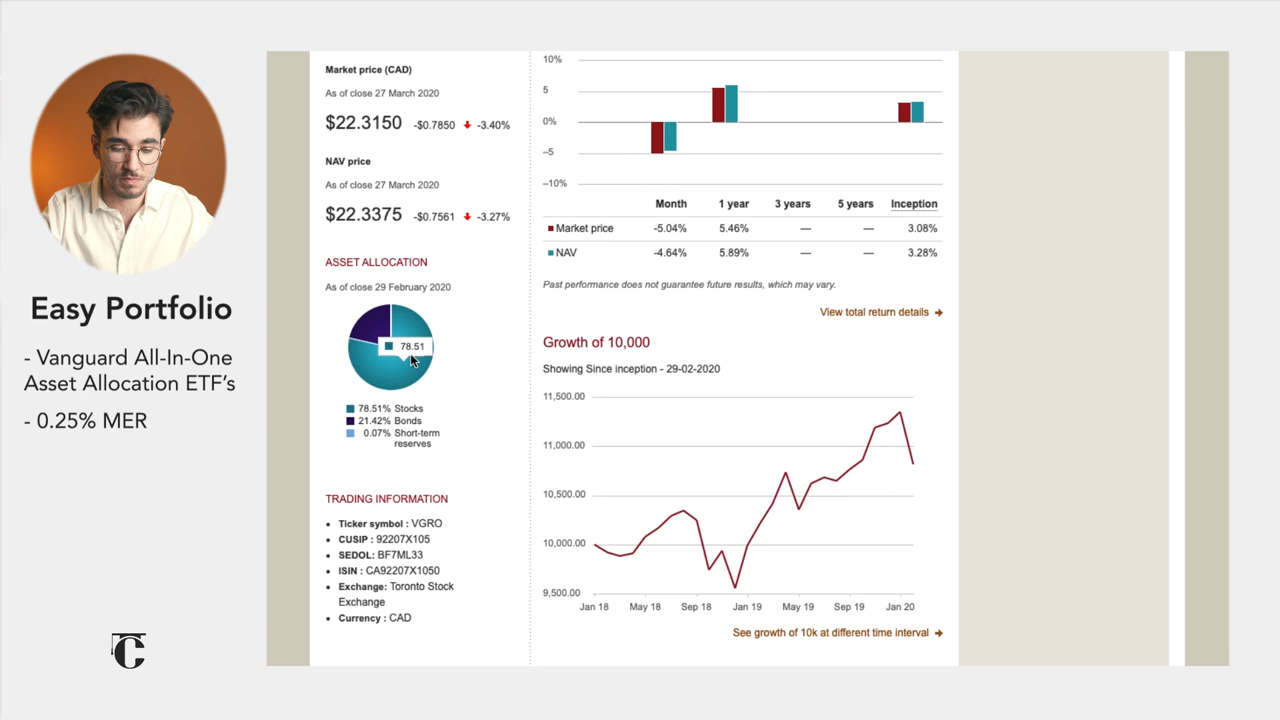 Easy Portfolio
- Vanguard All-In-One
Asset Allocation ETF's
- 0.25% MER
C
Market price (CAD)
As of close 27 March 2020
$22.3150 -$0.7850 -3.40%
NAV price
As of close 27 March 2020
$22.3375 -$0.7561 -3.27%
ASSET ALLOCATION
As of close 29 February 2020
78.51
78.51% Stocks
21.42% Bonds
0.07% Short-term
reserves
TRADING INFORMATION
• Ticker symbol : VGRO
• CUSIP : 92207X105
• SEDOL: BF7ML33
• ISIN : CA92207X1050
• Exchange: Toronto Stock
Exchange
• Currency : CAD
10%
5
0%
–5
–10%
Month 1 year 3 years 5 years Inception
Market price -5.04% 5.46% — — 3.08%
NAV -4.64% 5.89% — — 3.28%
Past performance does not guarantee future results, which may vary.
View total return details →
Growth of 10,000
Showing Since inception - 29-02-2020
11,500.00
11,000.00
10,500.00
10,000.00
9,500.00
Jan 18 May 18 Sep 18 Jan 19 May 19 Sep 19 Jan 20
See growth of 10k at different time interval →